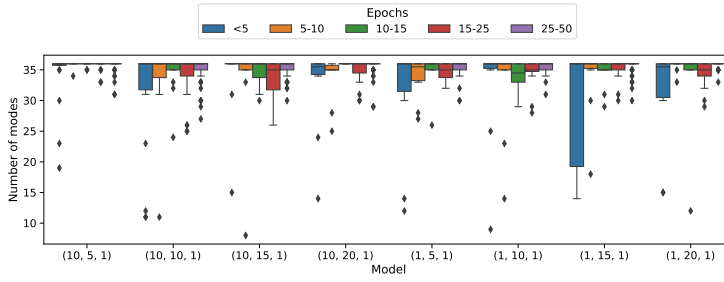 Epochs
<5 5-10 10-15 15-25 25-50
35
30
25
20
15
10
Number of modes
(10, 5, 1) (10, 10, 1) (10, 15, 1) (10, 20, 1) (1, 5, 1) (1, 10, 1) (1, 15, 1) (1, 20, 1)
Model